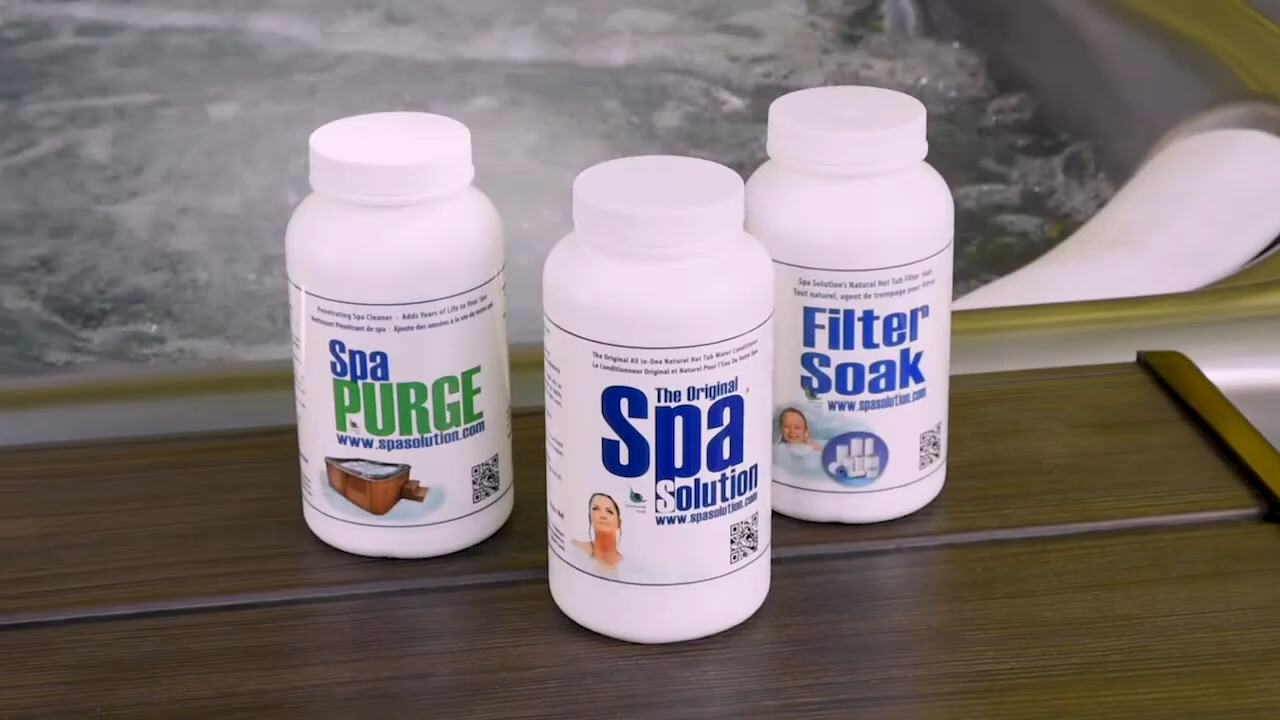 Penetrating Spa Cleaner - Adds Years of Life to Your Spa
Nettoyant Pénétrant de spa - Ajoute des années à la vie de votre spa
Spa
PURGE
www.spasolution.com
The Original All In-One Natural Hot Tub Water Conditioner
Le Conditionneur Original et Naturel Pour l'Eau De Votre Spa
The Original
Spa
Solution
www.spasolution.com
Spa Solution's Natural Hot Tub Filter Soak
Tout naturel, agent de trempage pour filtres
Filter
Soak
www.spasolution.com